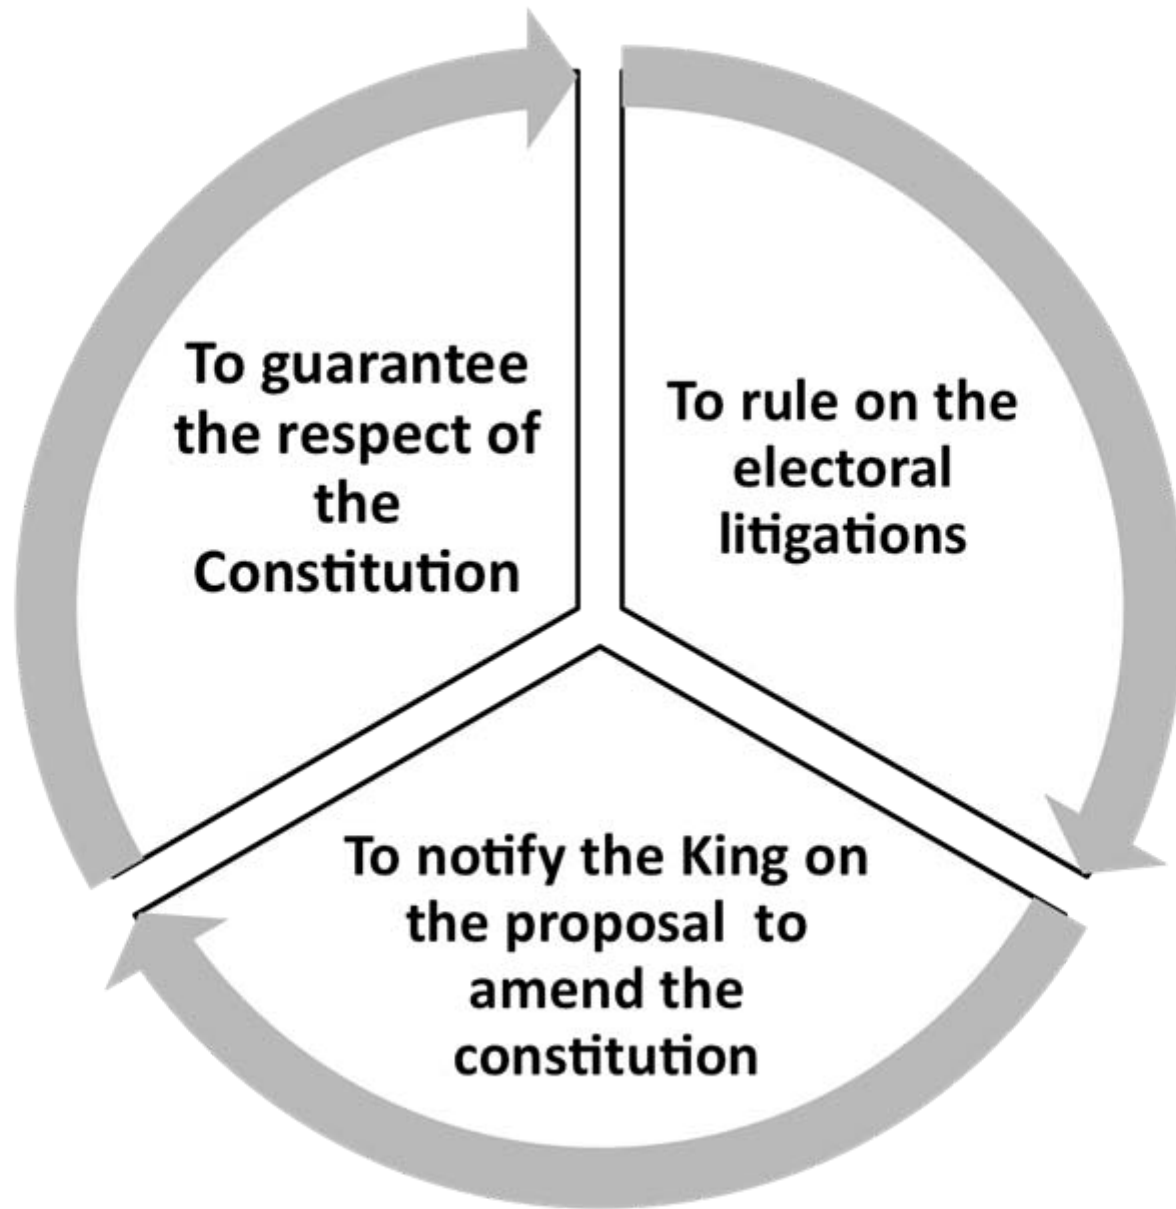 To guarantee
the respect of
the
Constitution
To rule on the
electoral
litigations
To notify the King on
the proposal  to
amend the
constitution